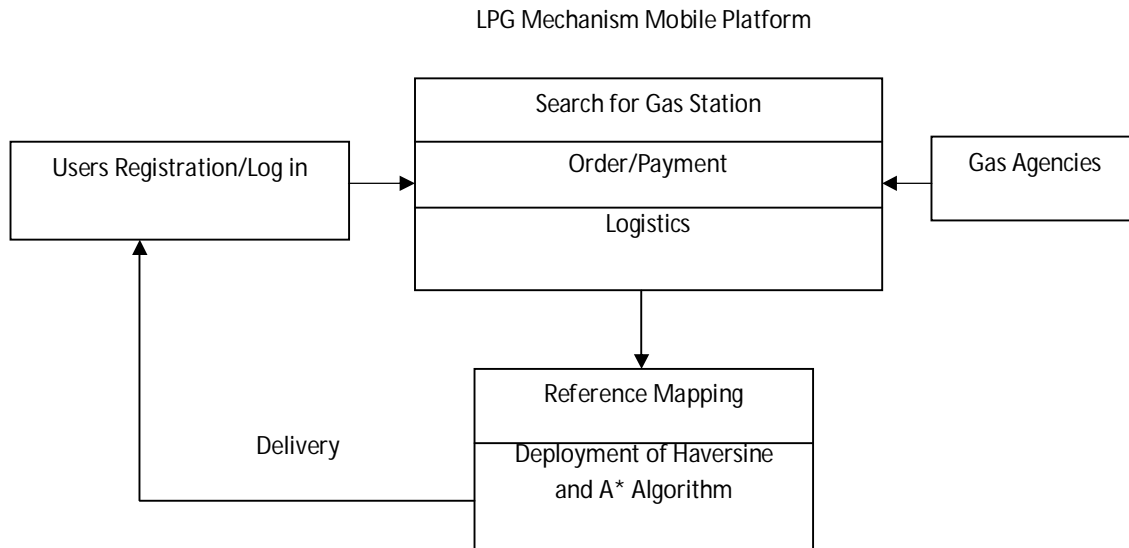 LPG Mechanism Mobile Platform
Search for Gas Station
Users Registration/Log in
Order/Payment
Gas Agencies
Logistics
Reference Mapping
Delivery
Deployment of Haversine
and A* Algorithm